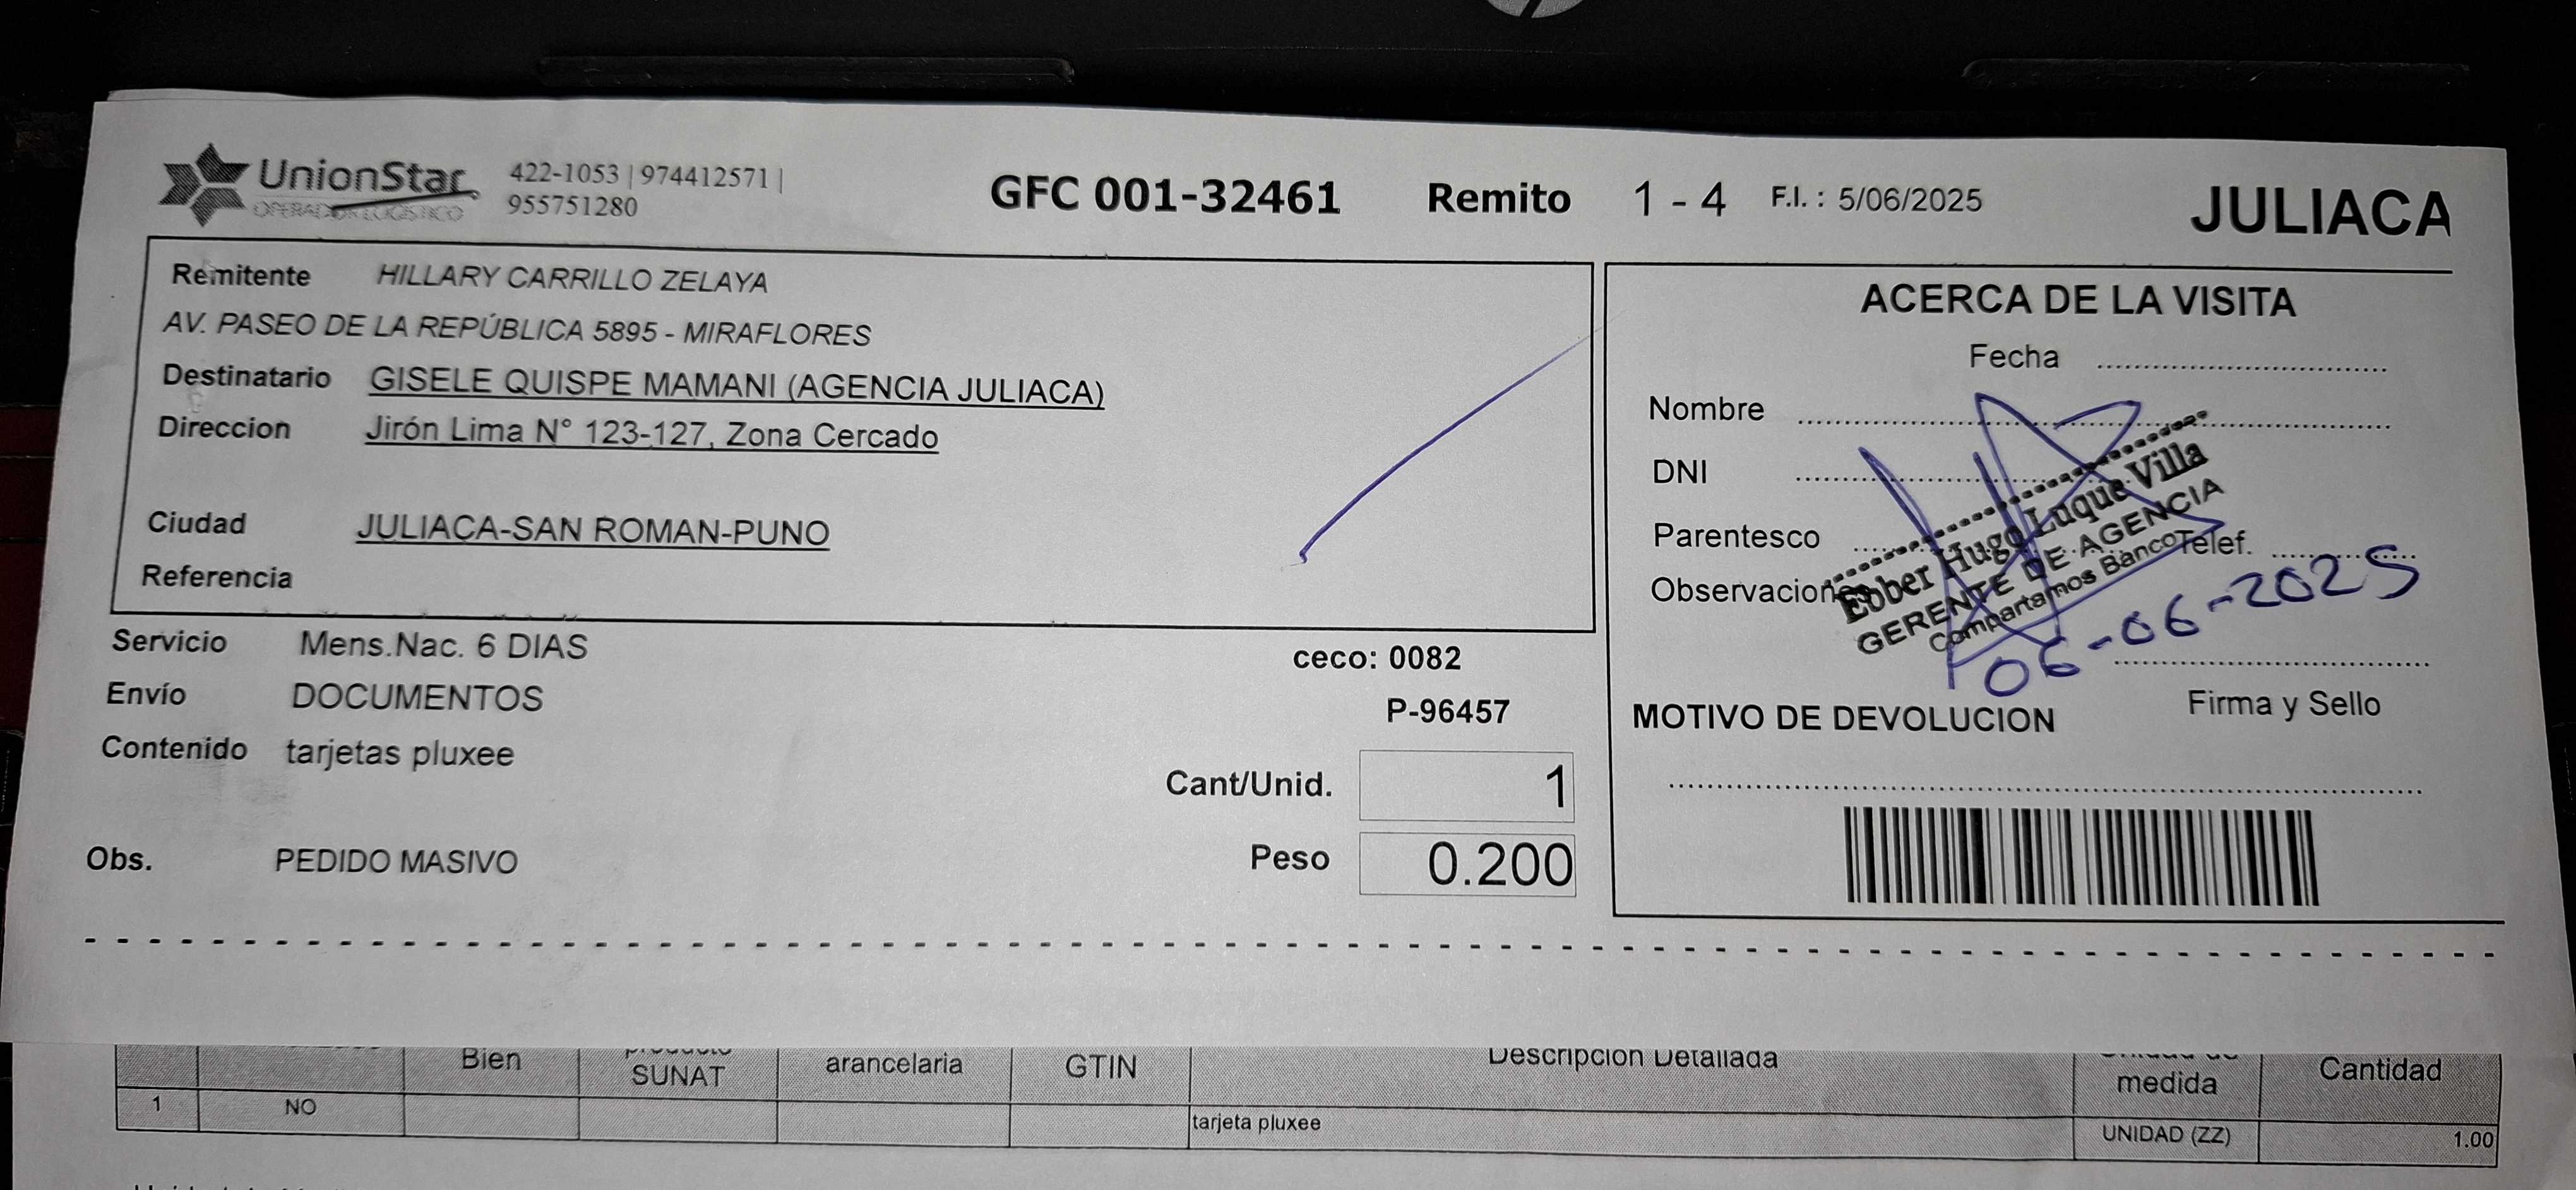 UnionStar
OPERADOR LOGISTICO
422-1053 | 974412571 |
955751280
GFC 001-32461 Remito 1 - 4 F.I. : 5/06/2025 JULIACA
Remitente HILLARY CARRILLO ZELAYA
AV. PASEO DE LA REPÚBLICA 5895 - MIRAFLORES
Destinatario GISELE QUISPE MAMANI (AGENCIA JULIACA)
Direccion Jirón Lima N° 123-127, Zona Cercado
Ciudad JULIACA-SAN ROMAN-PUNO
Referencia
Servicio Mens.Nac. 6 DIAS
ceco: 0082
Envío DOCUMENTOS
P-96457
Contenido tarjetas pluxee
Cant/Unid. 1
Obs. PEDIDO MASIVO
Peso 0.200
ACERCA DE LA VISITA
Fecha
Nombre
DNI
Parentesco
Telef.
Observaciones
Ebber Hugo Luque Villa
GERENTE DE AGENCIA
Compartamos Banco
06-06-2025
Firma y Sello
MOTIVO DE DEVOLUCION
Bien SUNAT arancelaria GTIN Descripción Detallada medida Cantidad
1 NO tarjeta pluxee UNIDAD (ZZ) 1.00